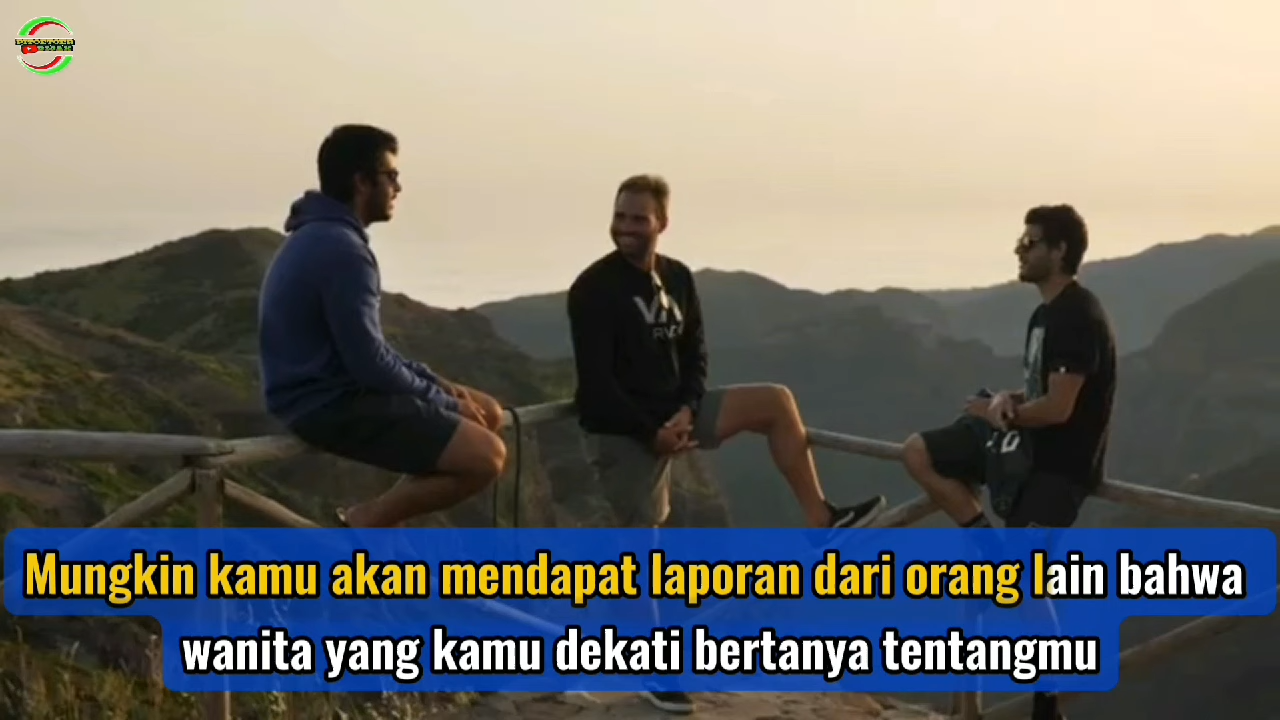 Mungkin kamu akan mendapat laporan dari orang lain bahwa
wanita yang kamu dekati bertanya tentangmu